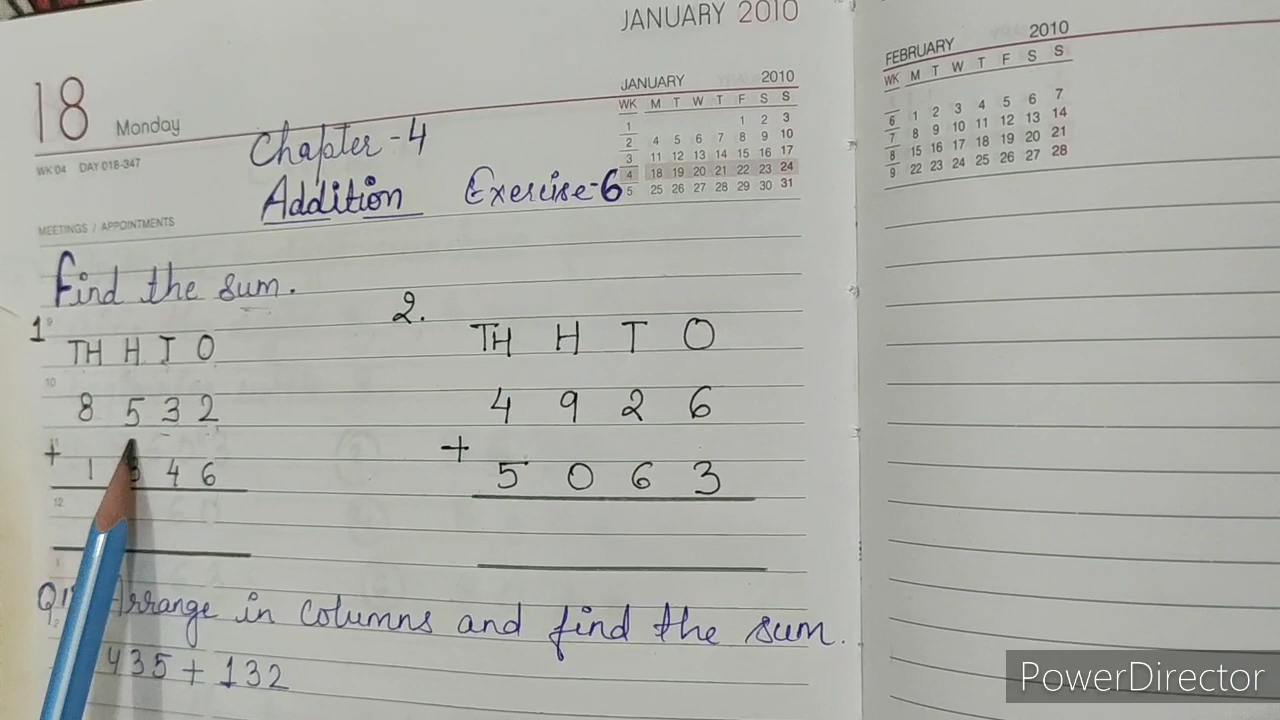 JANUARY 2010
18 Monday
WK 04 DAY 018-347
JANUARY 2010
WK M T W T F S S
1 1 2 3
2 4 5 6 7 8 9 10
3 11 12 13 14 15 16 17
4 18 19 20 21 22 23 24
5 25 26 27 28 29 30 31
Chapter - 4
Addition Exercise-6
MEETINGS / APPOINTMENTS
Find the sum.
1
TH H T O
10
8 5 3 2
+ 1 3 4 6
12
2.
TH H T O
4 9 2 6
+ 5 0 6 3
Arrange in columns and find the sum.
435 + 132
FEBRUARY 2010
WK M T W T F S S
6 1 2 3 4 5 6 7
7 8 9 10 11 12 13 14
8 15 16 17 18 19 20 21
9 22 23 24 25 26 27 28
PowerDirector